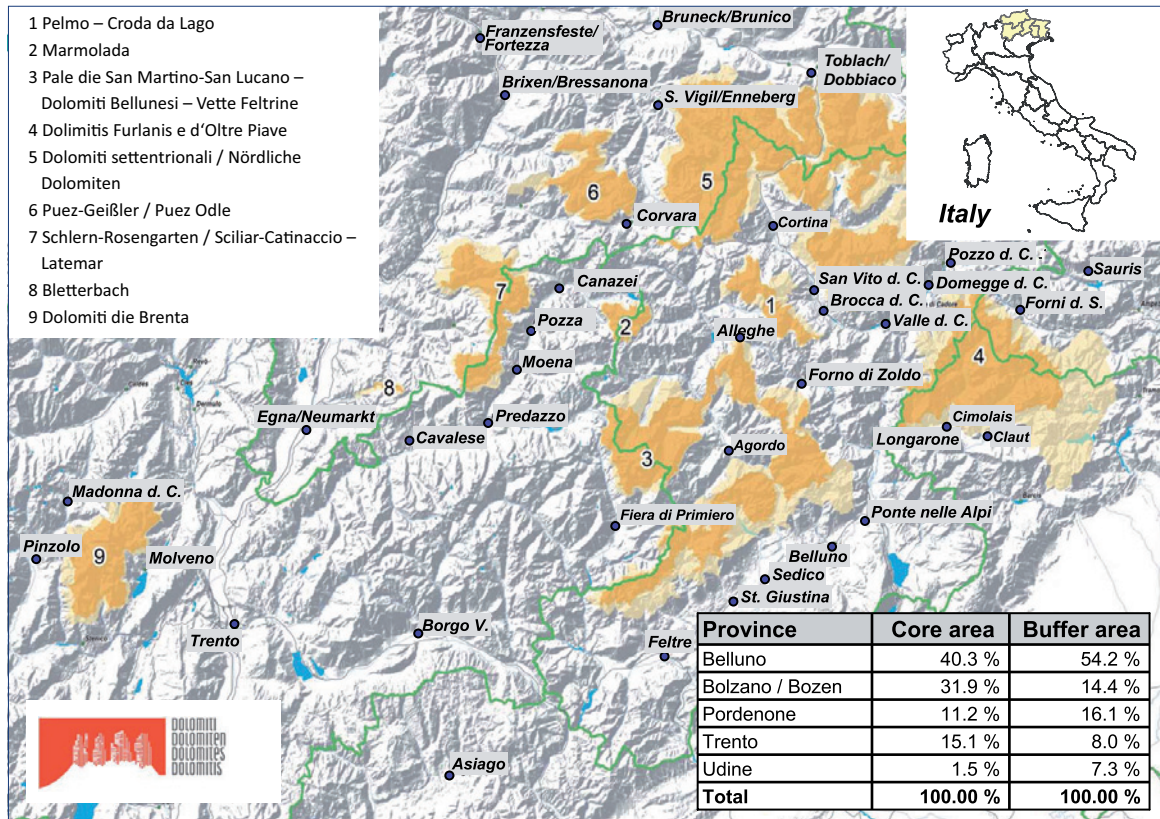 1 Pelmo – Croda da Lago
2 Marmolada
3 Pale die San Martino-San Lucano –
Dolomiti Bellunesi – Vette Feltrine
4 Dolimitis Furlanis e d‘Oltre Piave
5 Dolomiti settentrionali / Nördliche
Dolomiten
6 Puez-Geißler / Puez Odle
7 Schlern-Rosengarten / Sciliar-Catinaccio –
Latemar
8 Bletterbach
9 Dolomiti die Brenta
Franzensfeste/
Fortezza
Bruneck/Brunico
Toblach/
Dobbiaco
Brixen/Bressanona
S. Vigil/Enneberg
Italy
6
5
Corvara
Cortina
Pozzo d. C. .
Sauris
7
Canazei
San Vito d. C.
Domegge d. C.
Brocca d. C.
di Cadore
Forni d. S.
1
Pozza
2
Alleghe
Valle d. C.
4
Moena
8
Forno di Zoldo
Egna/Neumarkt
Predazzo
Cavalese
Cimolais
Longarone
Claut
3
Agordo
Madonna d. C.
Fiera di Primiero
Ponte nelle Alpi
Pinzolo
9
Molveno
Belluno
Sedico
St. Giustina
Trento
Borgo V.
Feltre
Asiago
Province Core area Buffer area
Belluno 40.3 % 54.2 %
Bolzano / Bozen 31.9 % 14.4 %
Pordenone 11.2 % 16.1 %
Trento 15.1 % 8.0 %
Udine 1.5 % 7.3 %
Total 100.00 % 100.00 %
DOLOMITI
DOLOMITEN
DOLOMITES
DOLOMITIS